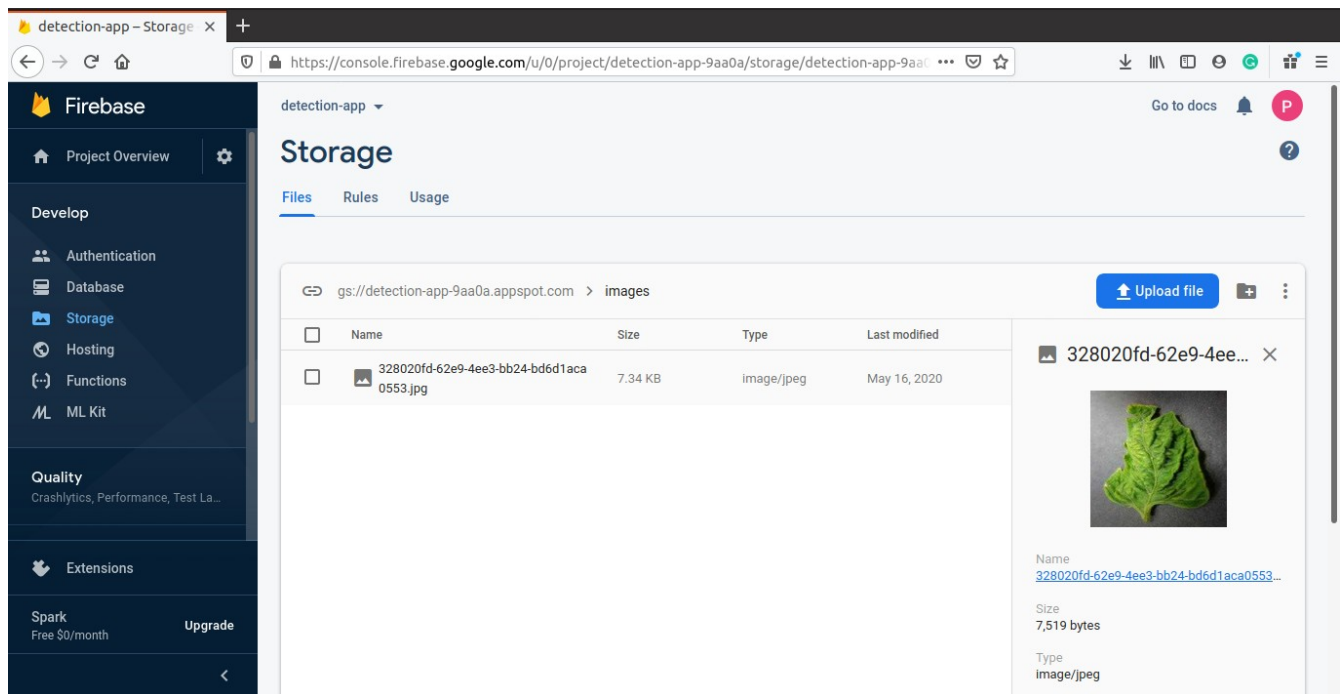 detection-app – Storage
https://console.firebase.google.com/u/0/project/detection-app-9aa0a/storage/detection-app-9aa
Firebase
Project Overview
Develop
Authentication
Database
Storage
Hosting
Functions
ML Kit
Quality
Crashlytics, Performance, Test La...
Extensions
Spark
Free $0/month
Upgrade
detection-app
Go to docs
P
Storage
Files Rules Usage
gs://detection-app-9aa0a.appspot.com > images
Upload file
Name Size Type Last modified
328020fd-62e9-4ee3-bb24-bd6d1aca
0553.jpg
7.34 KB image/jpeg May 16, 2020
328020fd-62e9-4ee...
Name
328020fd-62e9-4ee3-bb24-bd6d1aca0553...
Size
7,519 bytes
Type
image/jpeg